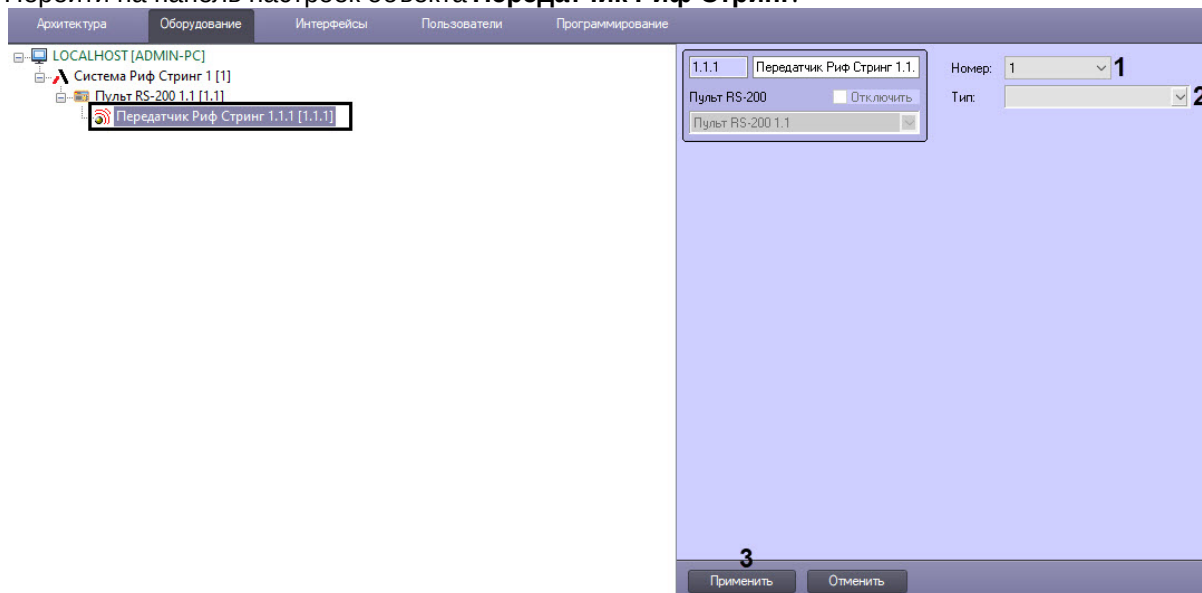 Перейти на панель настроек объекта Передатчик Риф Стринг.
Архитектура Оборудование Интерфейсы Пользователи Программирование
LOCALHOST [ADMIN-PC]
Система Риф Стринг 1 [1]
Пульт RS-200 1.1 [1.1]
Передатчик Риф Стринг 1.1.1 [1.1.1]
1.1.1 Передатчик Риф Стринг 1.1. Номер: 1 1
Пульт RS-200 Отключить Тип: 2
Пульт RS-200 1.1
3
Применить Отменить